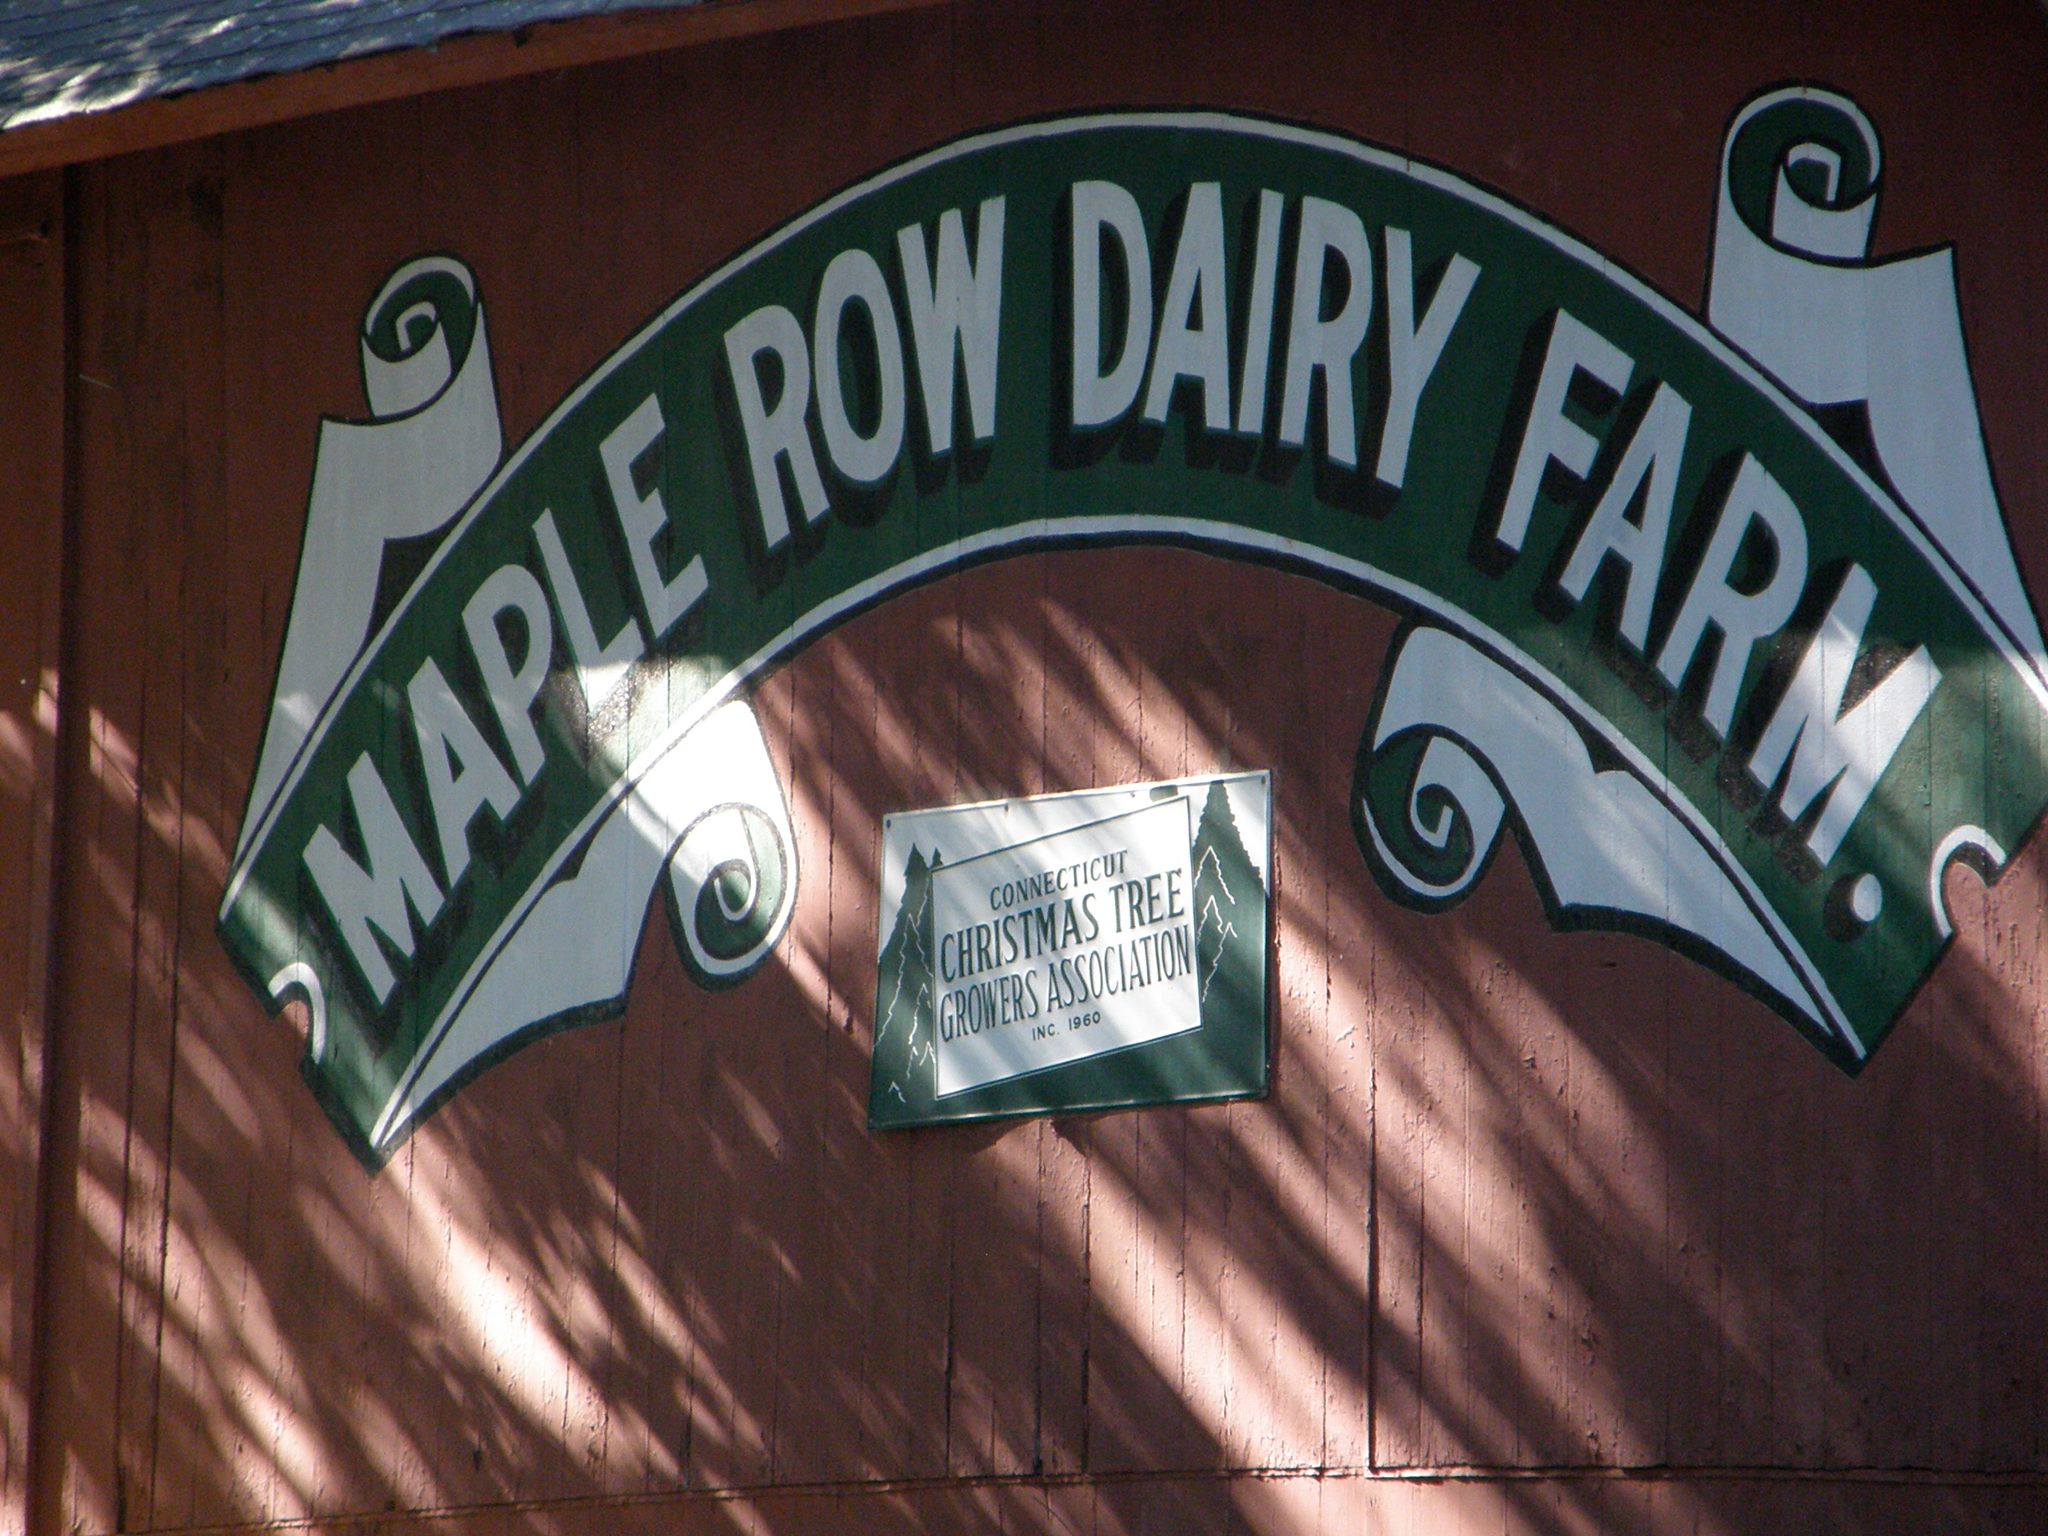 MAPLE ROW DAIRY FARM.
CONNECTICUT
CHRISTMAS TREE
GROWERS ASSOCIATION
INC. 1960